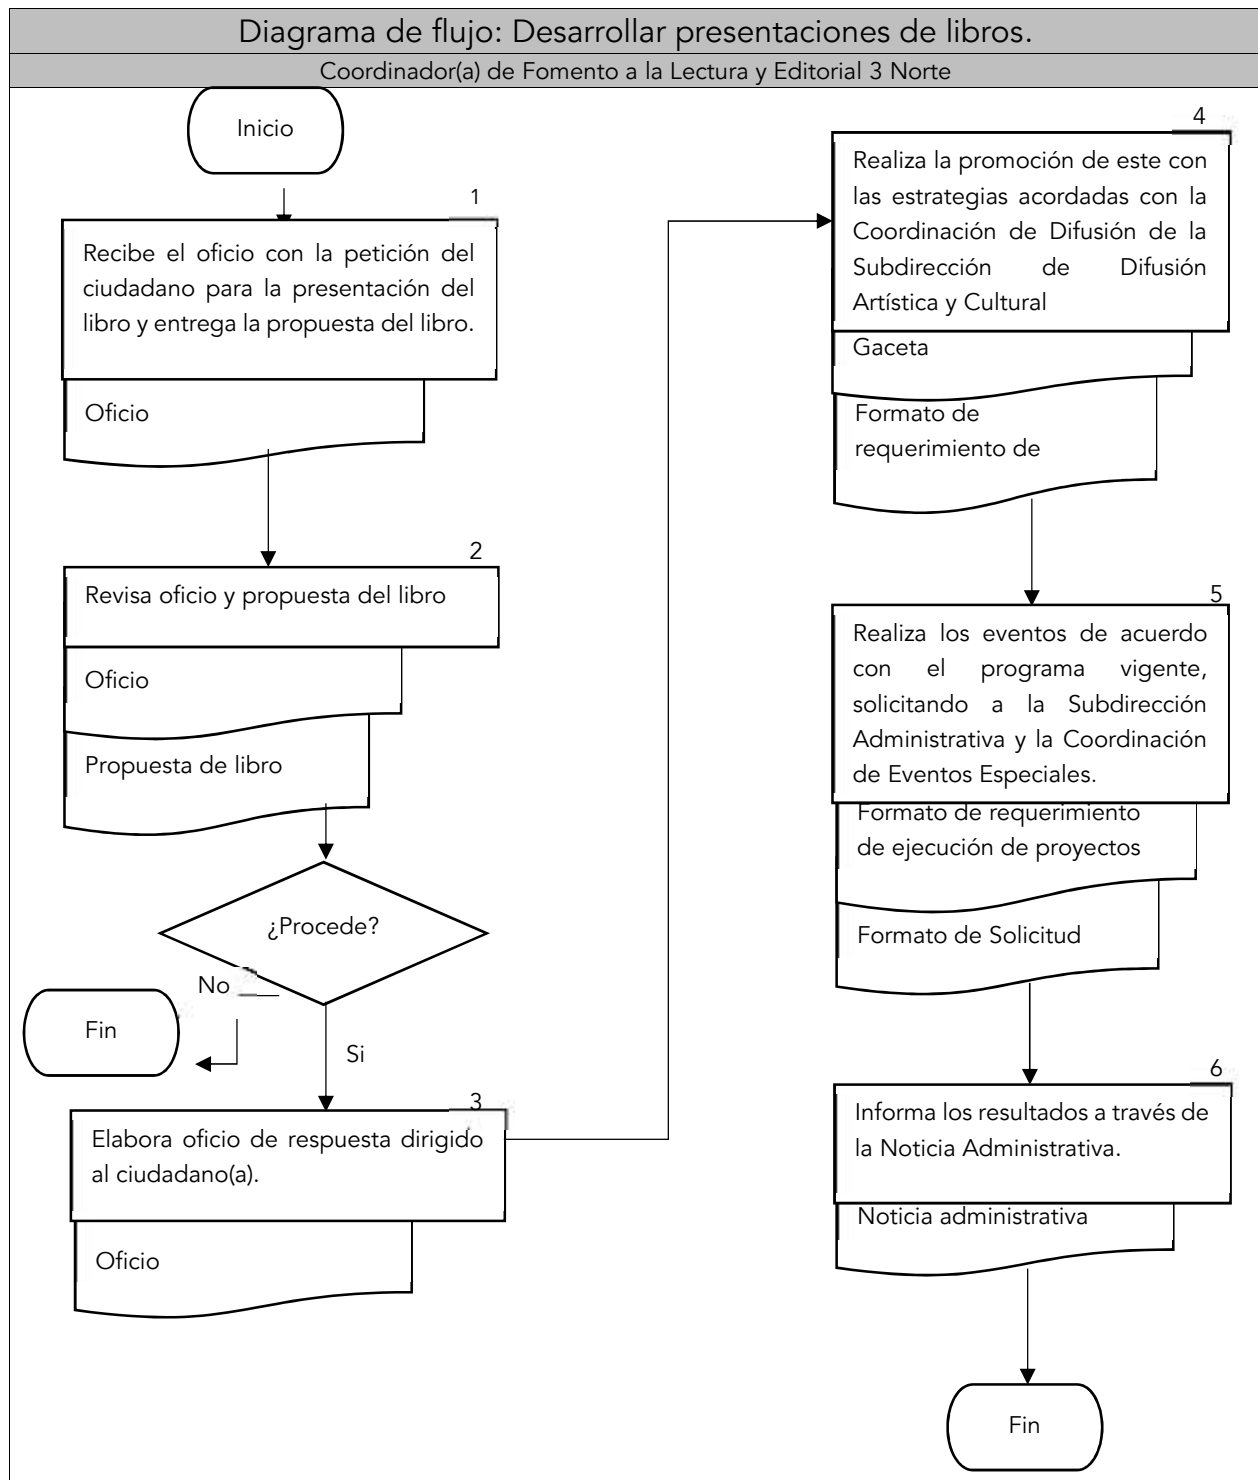 Diagrama de flujo: Desarrollar presentaciones de libros.
Coordinador(a) de Fomento a la Lectura y Editorial 3 Norte
Inicio
1
Recibe el oficio con la petición del
ciudadano para la presentación del
libro y entrega la propuesta del libro.
Oficio
2
Revisa oficio y propuesta del libro
Oficio
Propuesta de libro
¿Procede?
No
Fin
Si
3
Elabora oficio de respuesta dirigido
al ciudadano(a).
Oficio
4
Realiza la promoción de este con
las estrategias acordadas con la
Coordinación de Difusión de la
Subdirección de Difusión
Artística y Cultural
Gaceta
Formato de
requerimiento de
5
Realiza los eventos de acuerdo
con el programa vigente,
solicitando a la Subdirección
Administrativa y la Coordinación
de Eventos Especiales.
Formato de requerimiento
de ejecución de proyectos
Formato de Solicitud
6
Informa los resultados a través de
la Noticia Administrativa.
Noticia administrativa
Fin